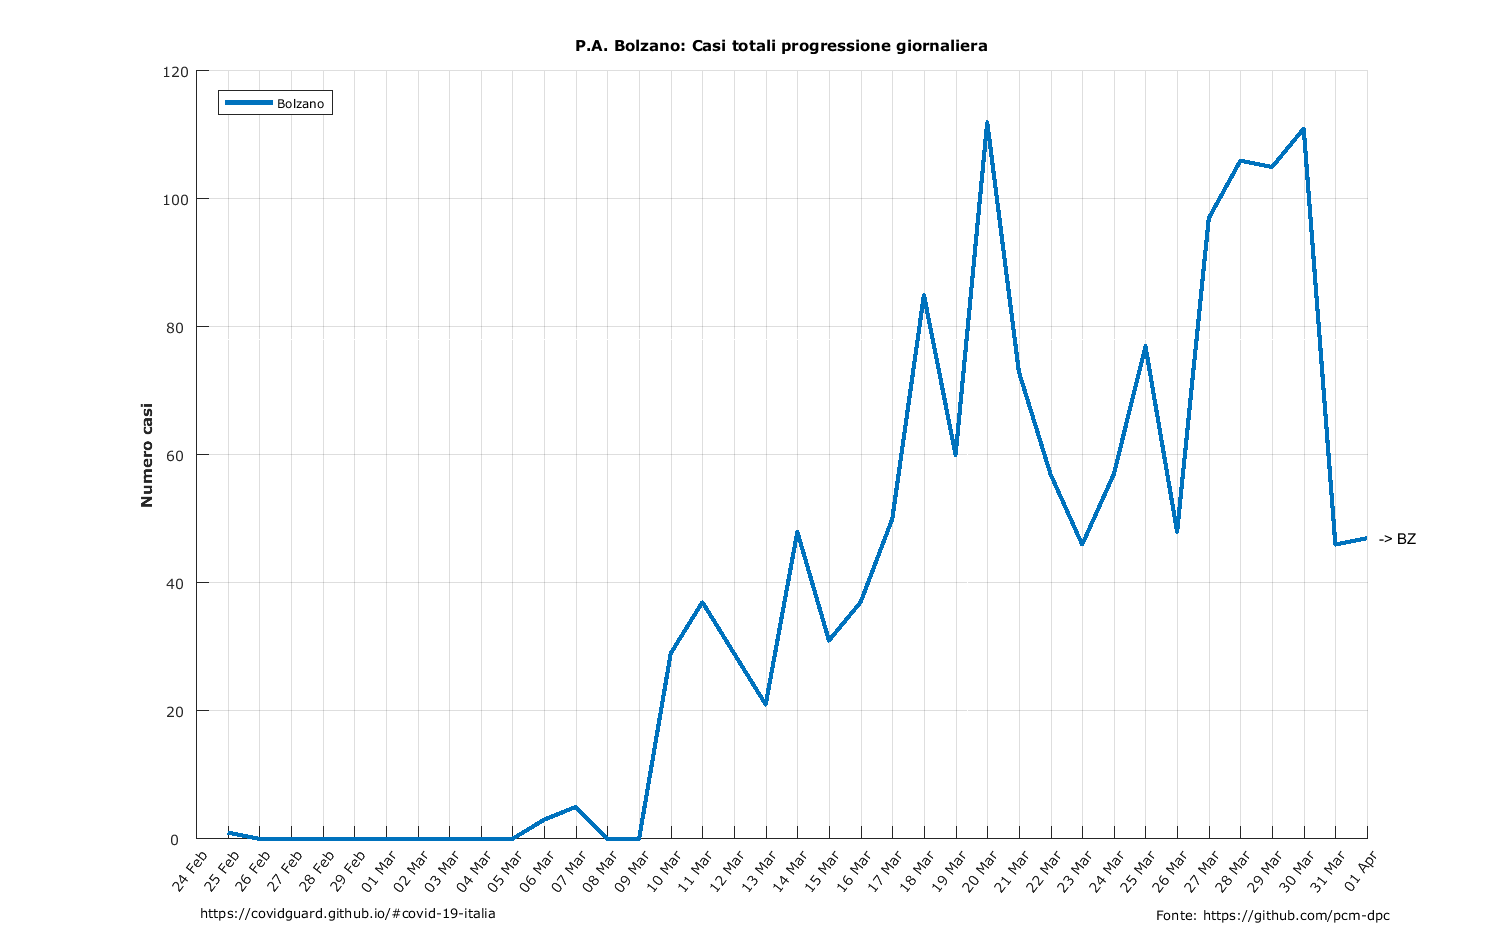 P.A. Bolzano: Casi totali progressione giornaliera
Bolzano
Numero casi
120
100
80
60
40
20
0
-> BZ
24 Feb
25 Feb
26 Feb
27 Feb
28 Feb
29 Feb
01 Mar
02 Mar
03 Mar
04 Mar
05 Mar
06 Mar
07 Mar
08 Mar
09 Mar
10 Mar
11 Mar
12 Mar
13 Mar
14 Mar
15 Mar
16 Mar
17 Mar
18 Mar
19 Mar
20 Mar
21 Mar
22 Mar
23 Mar
24 Mar
25 Mar
26 Mar
27 Mar
28 Mar
29 Mar
30 Mar
31 Mar
01 Apr
https://covidguard.github.io/#covid-19-italia
Fonte: https://github.com/pcm-dpc